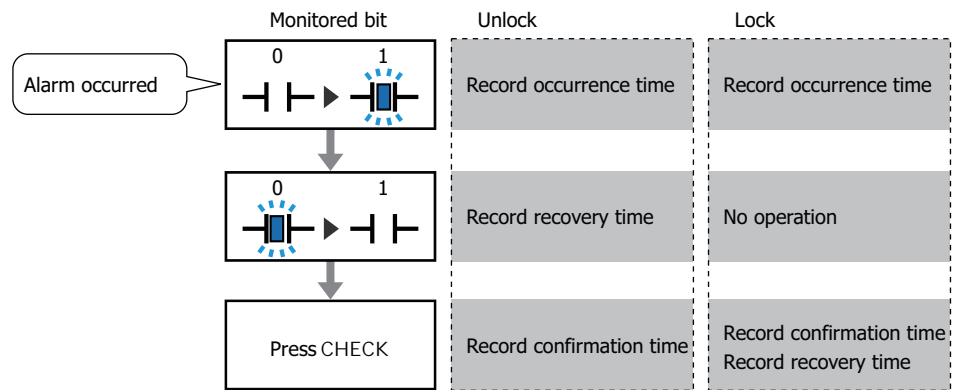 Monitored bit
Unlock
Lock
Alarm occurred
0 1
Record occurrence time
Record occurrence time
0 1
Record recovery time
No operation
Press CHECK
Record confirmation time
Record confirmation time
Record recovery time